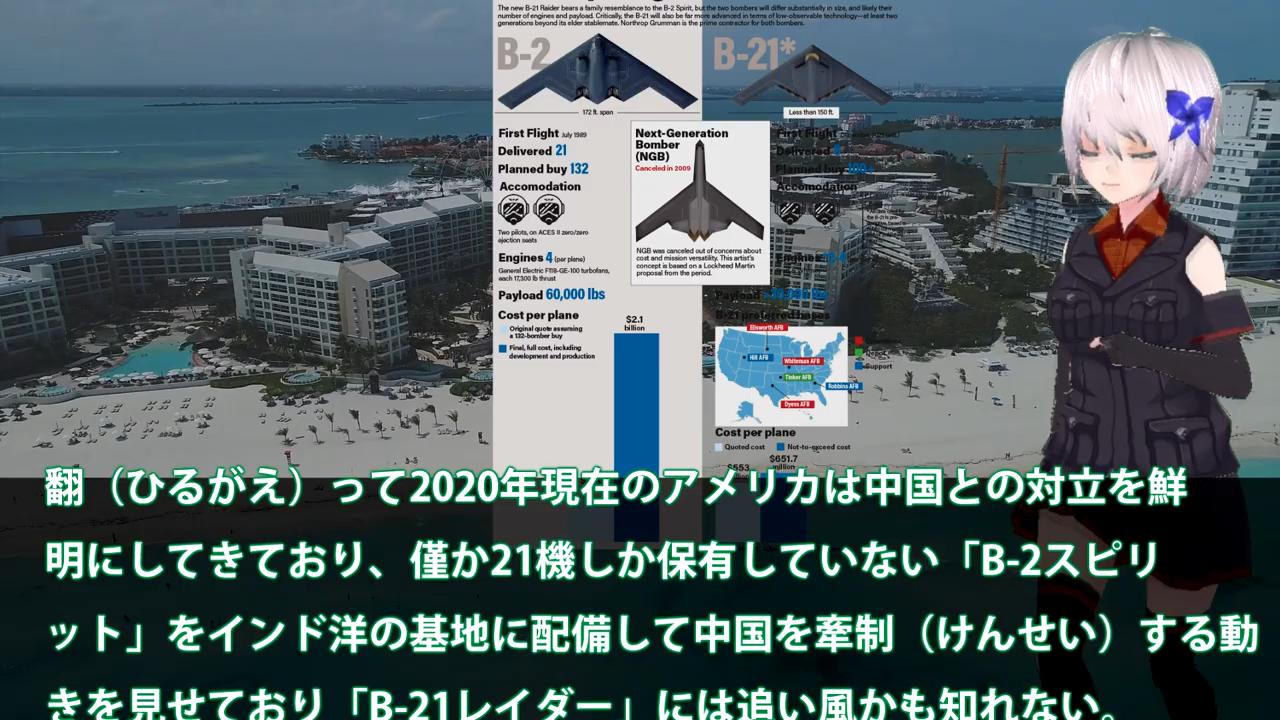 The new B-21 Raider bears a family resemblance to the B-2 Spirit, but the two bombers will differ substantially in size, and likely their
number of engines and payload. Critically, the B-21 will also be far more advanced in terms of low-observable technology—at least two
generations beyond its elder stablemate. Northrop Grumman is the prime contractor for both bombers.
B-2
172 ft. span
First Flight July 1989
Delivered 21
Planned buy 132
Accomodation
Two pilots, on ACES II zero/zero
ejection seats
Engines 4 (per plane)
General Electric F118-GE-100 turbofans,
each 17,300 lb thrust
Payload 60,000 lbs
Cost per plane
Original quote assuming
a 132-bomber buy
Final, full cost, including
development and production
$2.1
billion
Next-Generation
Bomber
(NGB)
Canceled in 2009
NGB was canceled out of concerns about
cost and mission versatility. This artist's
concept is based on a Lockheed Martin
proposal from the period.
B-21*
Less than 150 ft.
First Flight
Delivered
Planned buy
Accomodation
Engines
Payload
B-21 preferred bases
Ellsworth AFB
Hill AFB
Whiteman AFB
Tinker AFB
Robbins AFB
Dyess AFB
Support
Cost per plane
Quoted cost
Not-to-exceed cost
$553
$651.7
million
翻（ひるがえ）って2020年現在のアメリカは中国との対立を鮮
明にしてきており、僅か21機しか保有していない「B-2スピリ
ット」をインド洋の基地に配備して中国を牽制（けんせい）する動
きを見せており「B-21レイダー」には追い風かも知れない。